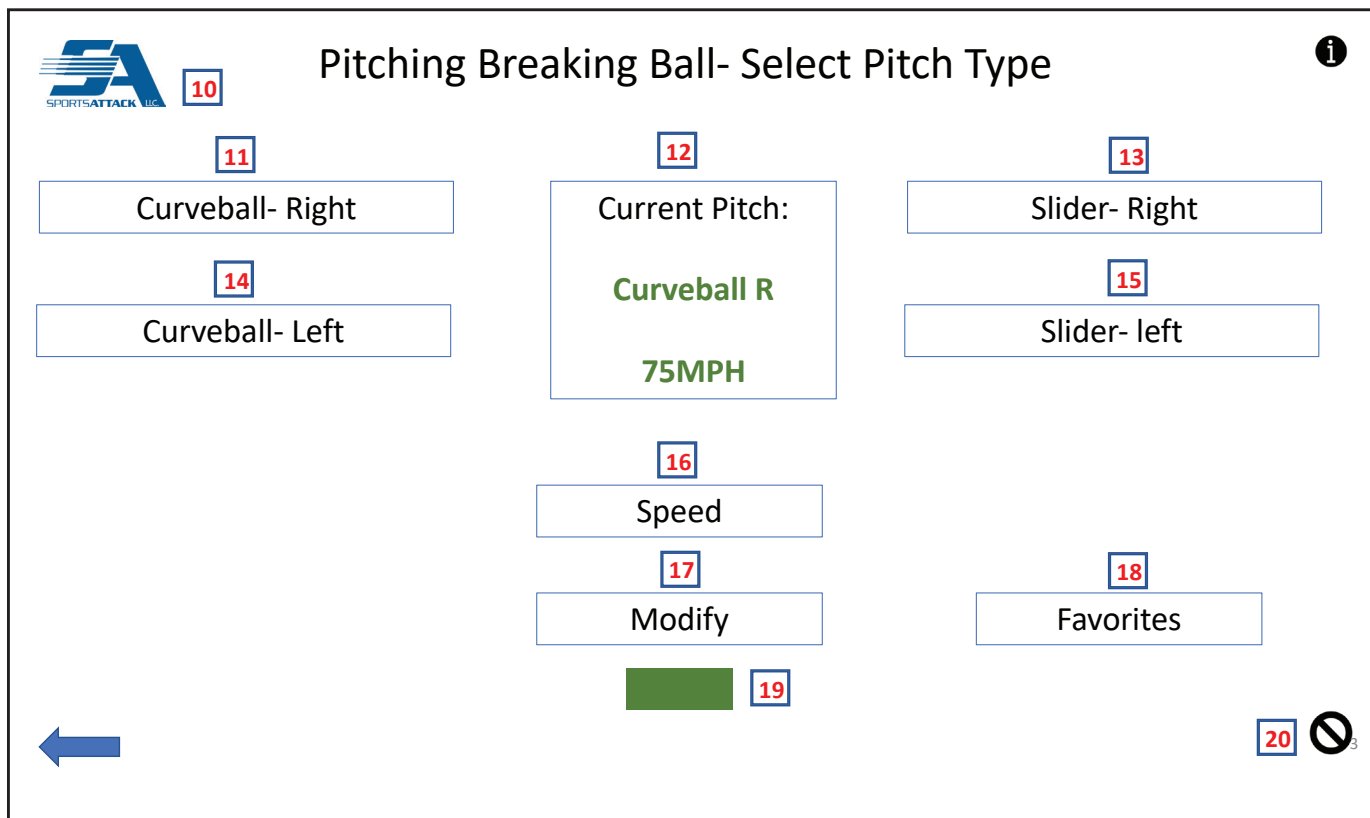 SPORTSATTACK LLC.
10
Pitching Breaking Ball- Select Pitch Type
i
11
12
13
Curveball- Right
Current Pitch:
Slider- Right
14
Curveball R
15
Curveball- Left
Slider- left
75MPH
16
Speed
17
18
Modify
Favorites
19
20
3